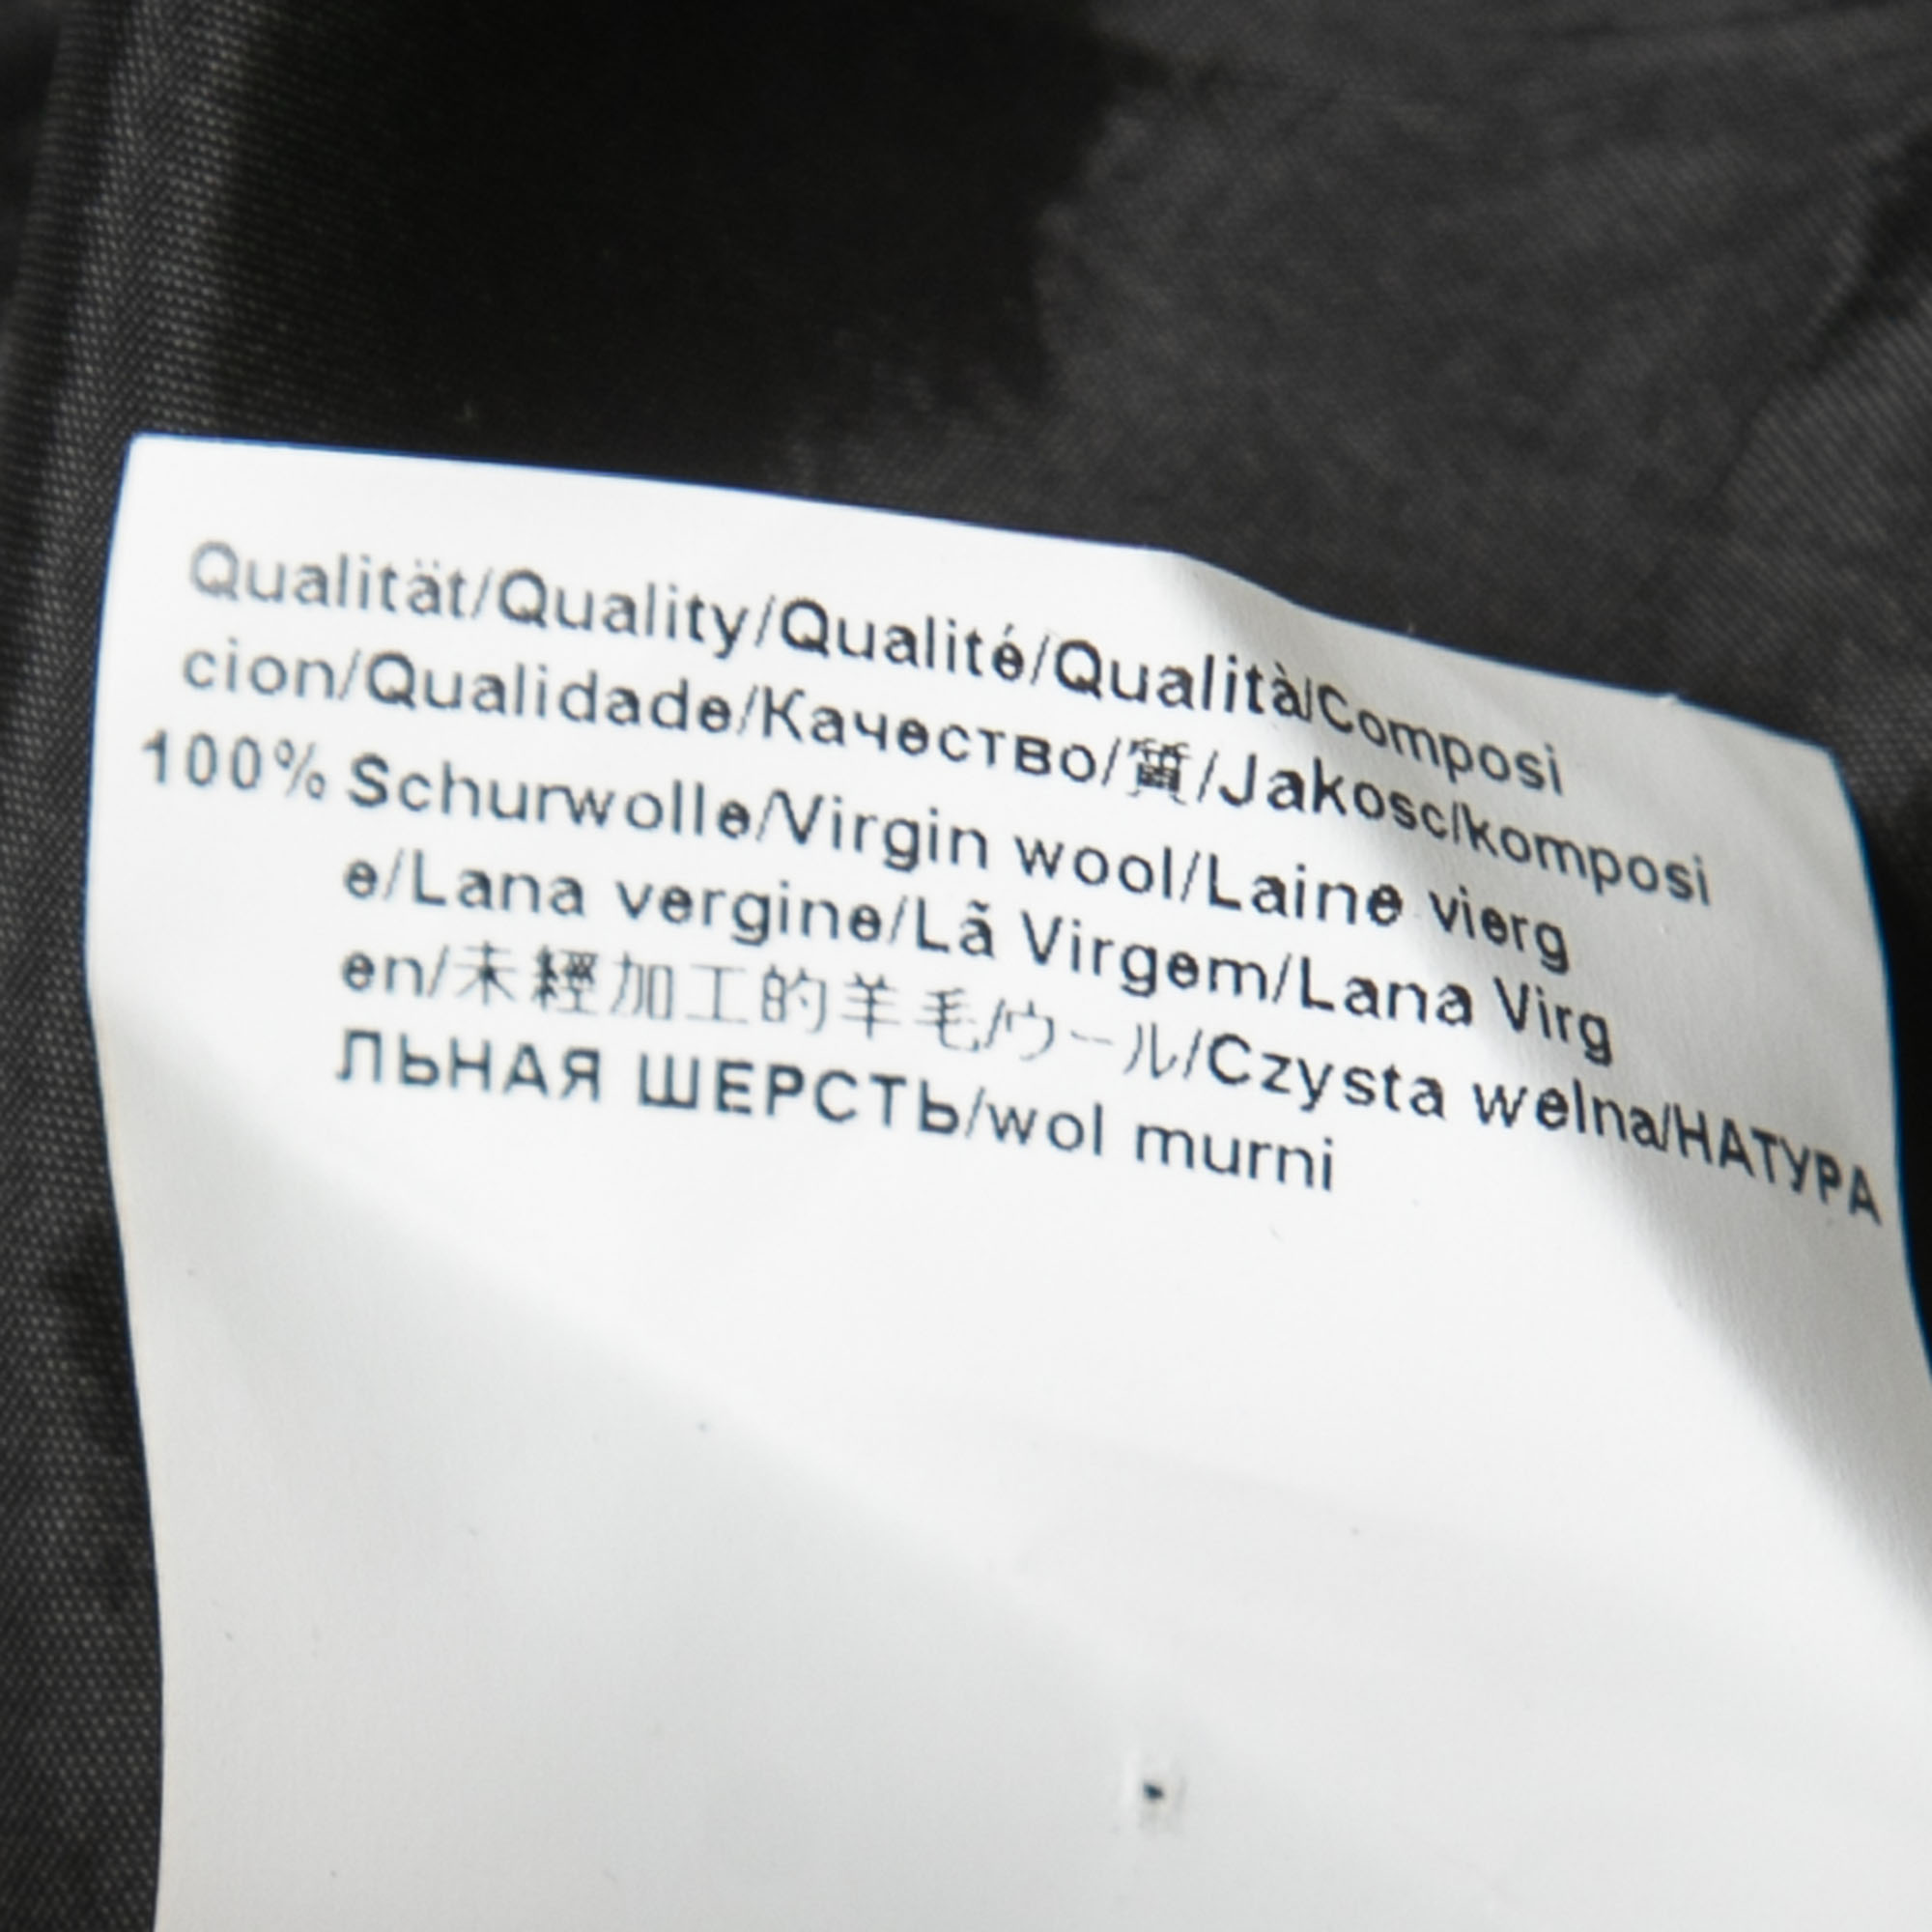 Qualität/Quality/Qualité/Qualità/Composi
cion/Qualidade/Качество/質/Jakosc/komposi
100% Schurwolle/Virgin wool/Laine vierg
e/Lana vergine/Lã Virgem/Lana Virg
en/未經加工的羊毛/ウール/Czysta welna/НАТУРА
ЛЬНАЯ ШЕРСТЬ/wol murni